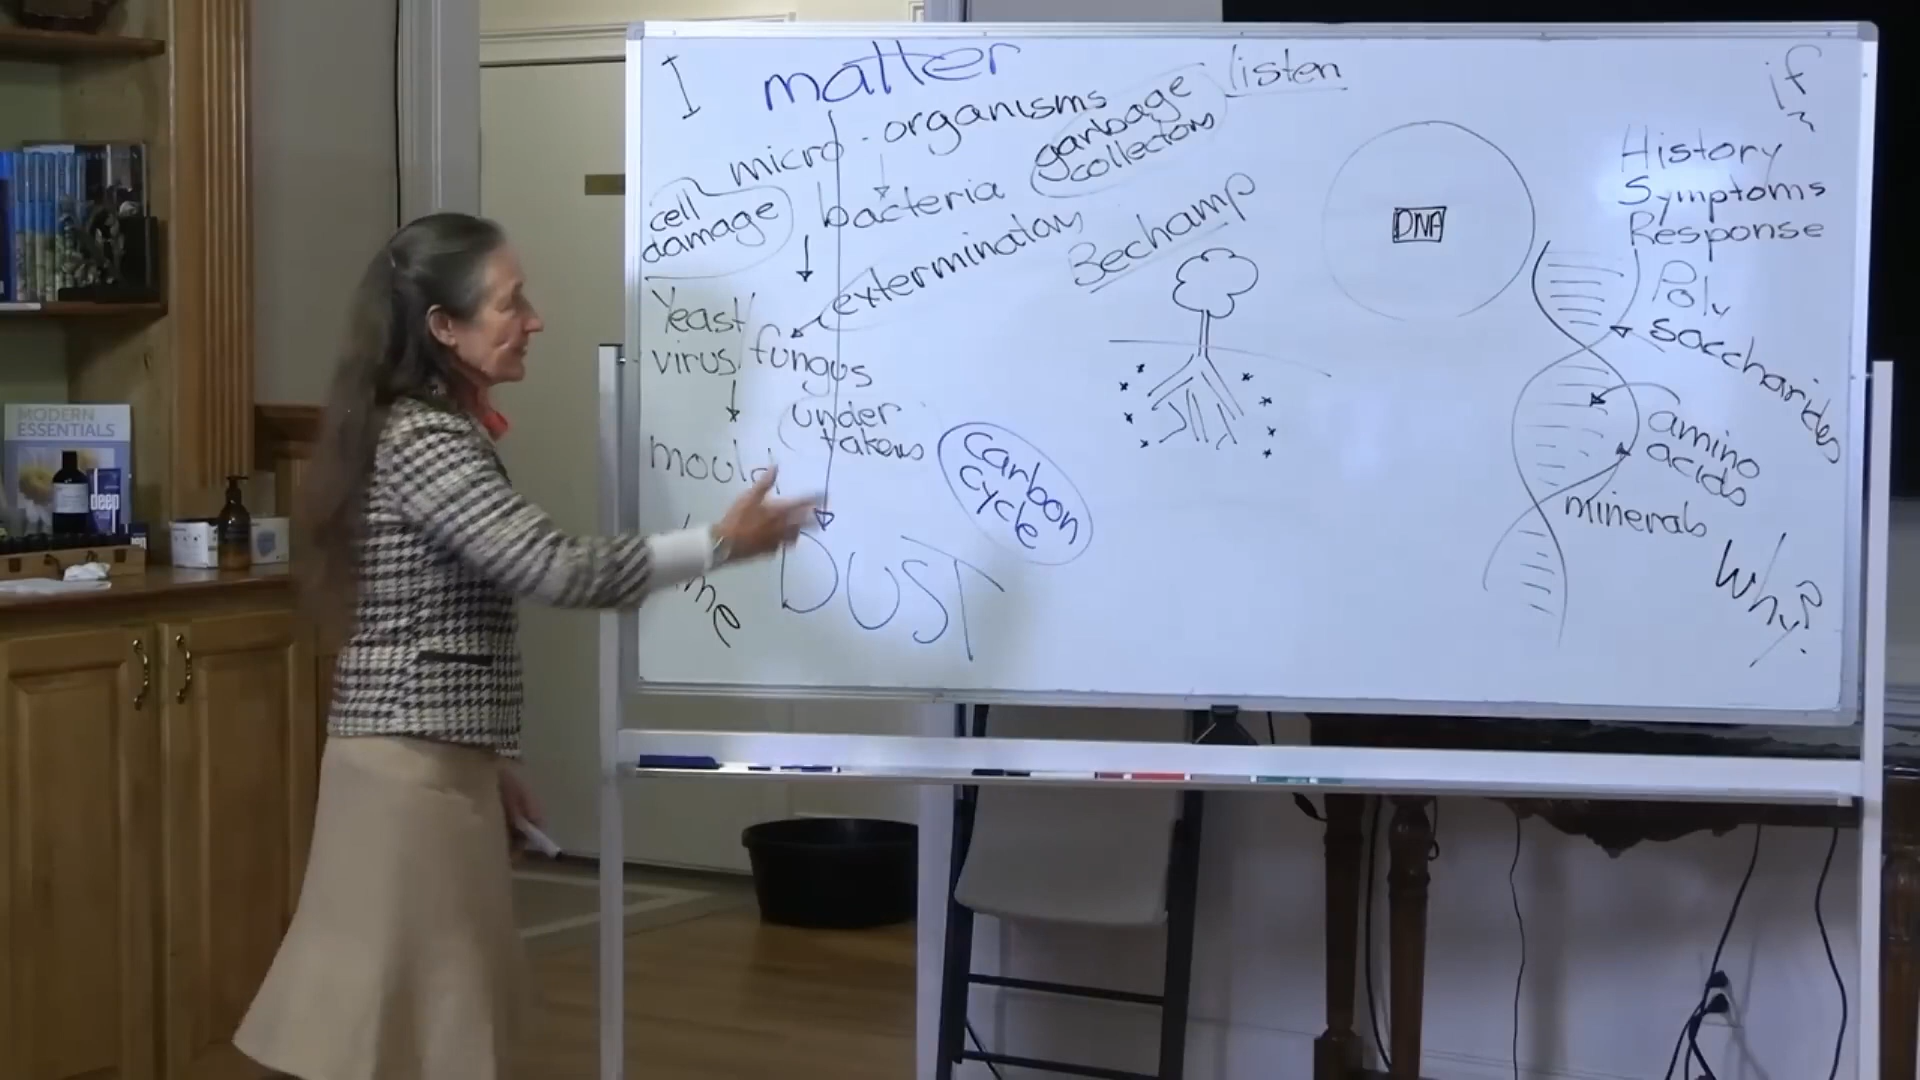 I matter
listen
if
?
micro-organisms
garbage
collectors
cell
damage
bacteria
exterminators
Bechamp
Yeast/
virus/
fungus
under
takers
mould
Carbon
Cycle
DUST
DNA
History
Symptoms
Response
Poly
saccharides
amino
acids
minerals
Why?
MODERN
ESSENTIALS
deep